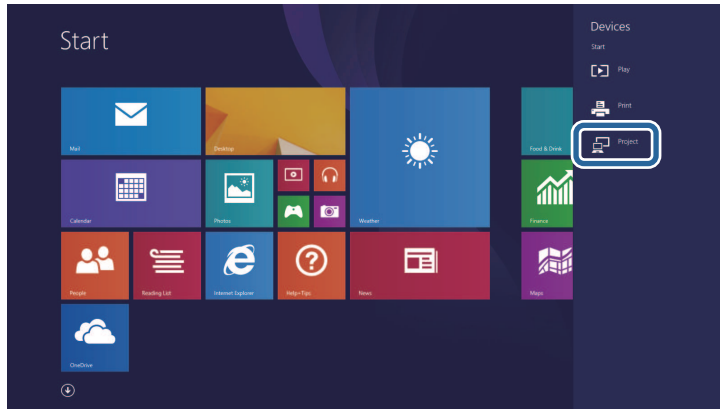 Start
Devices
Start
Play
Print
Project
Mail
Desktop
Weather
Food & Drink
Calendar
Photos
Finance
People
Reading List
Internet Explorer
Help+Tips
News
Maps
OneDrive